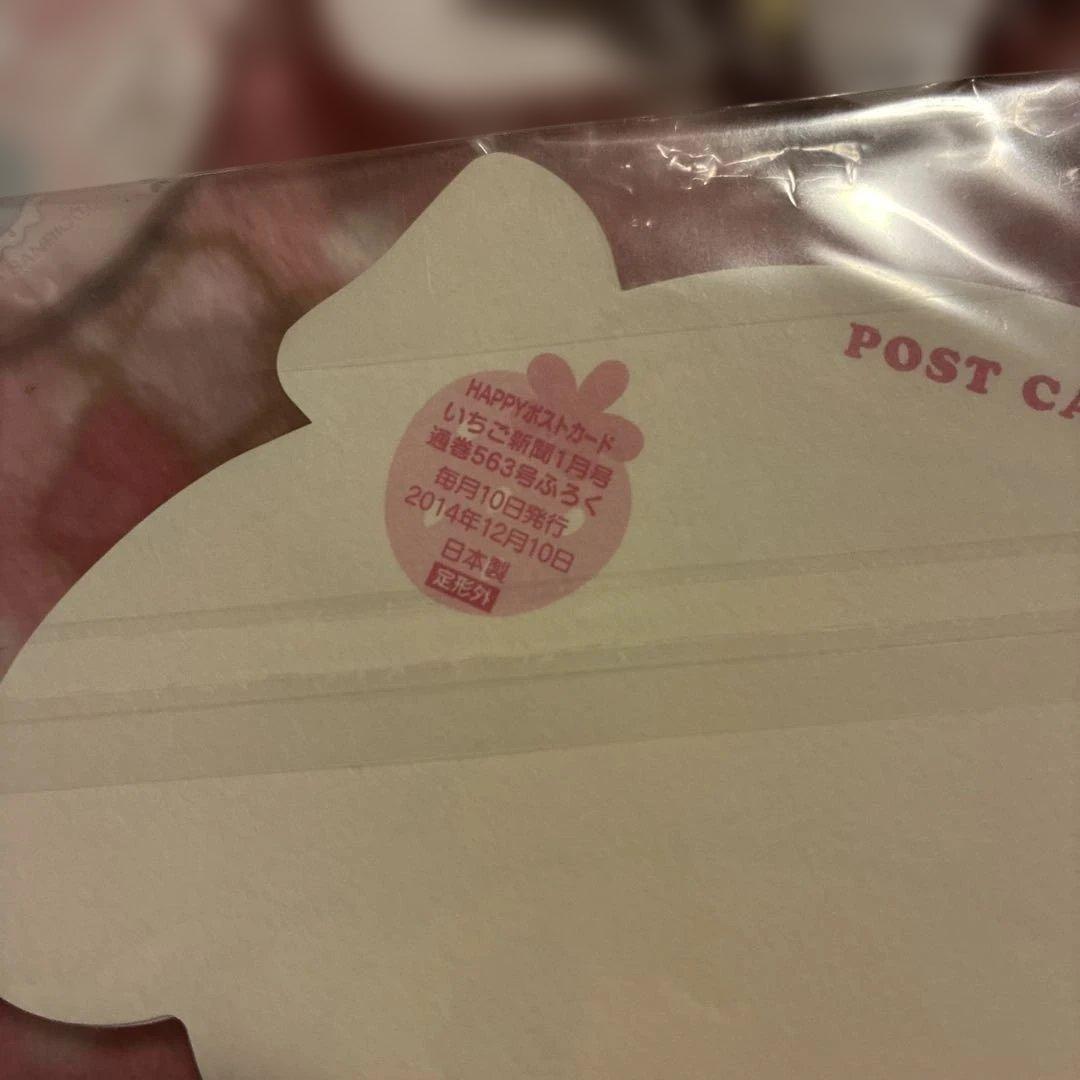 POST CA
HAPPYポストカード
いちご新聞1月号
通巻563号ふろく
毎月10日発行
2014年12月10日
日本製
定形外